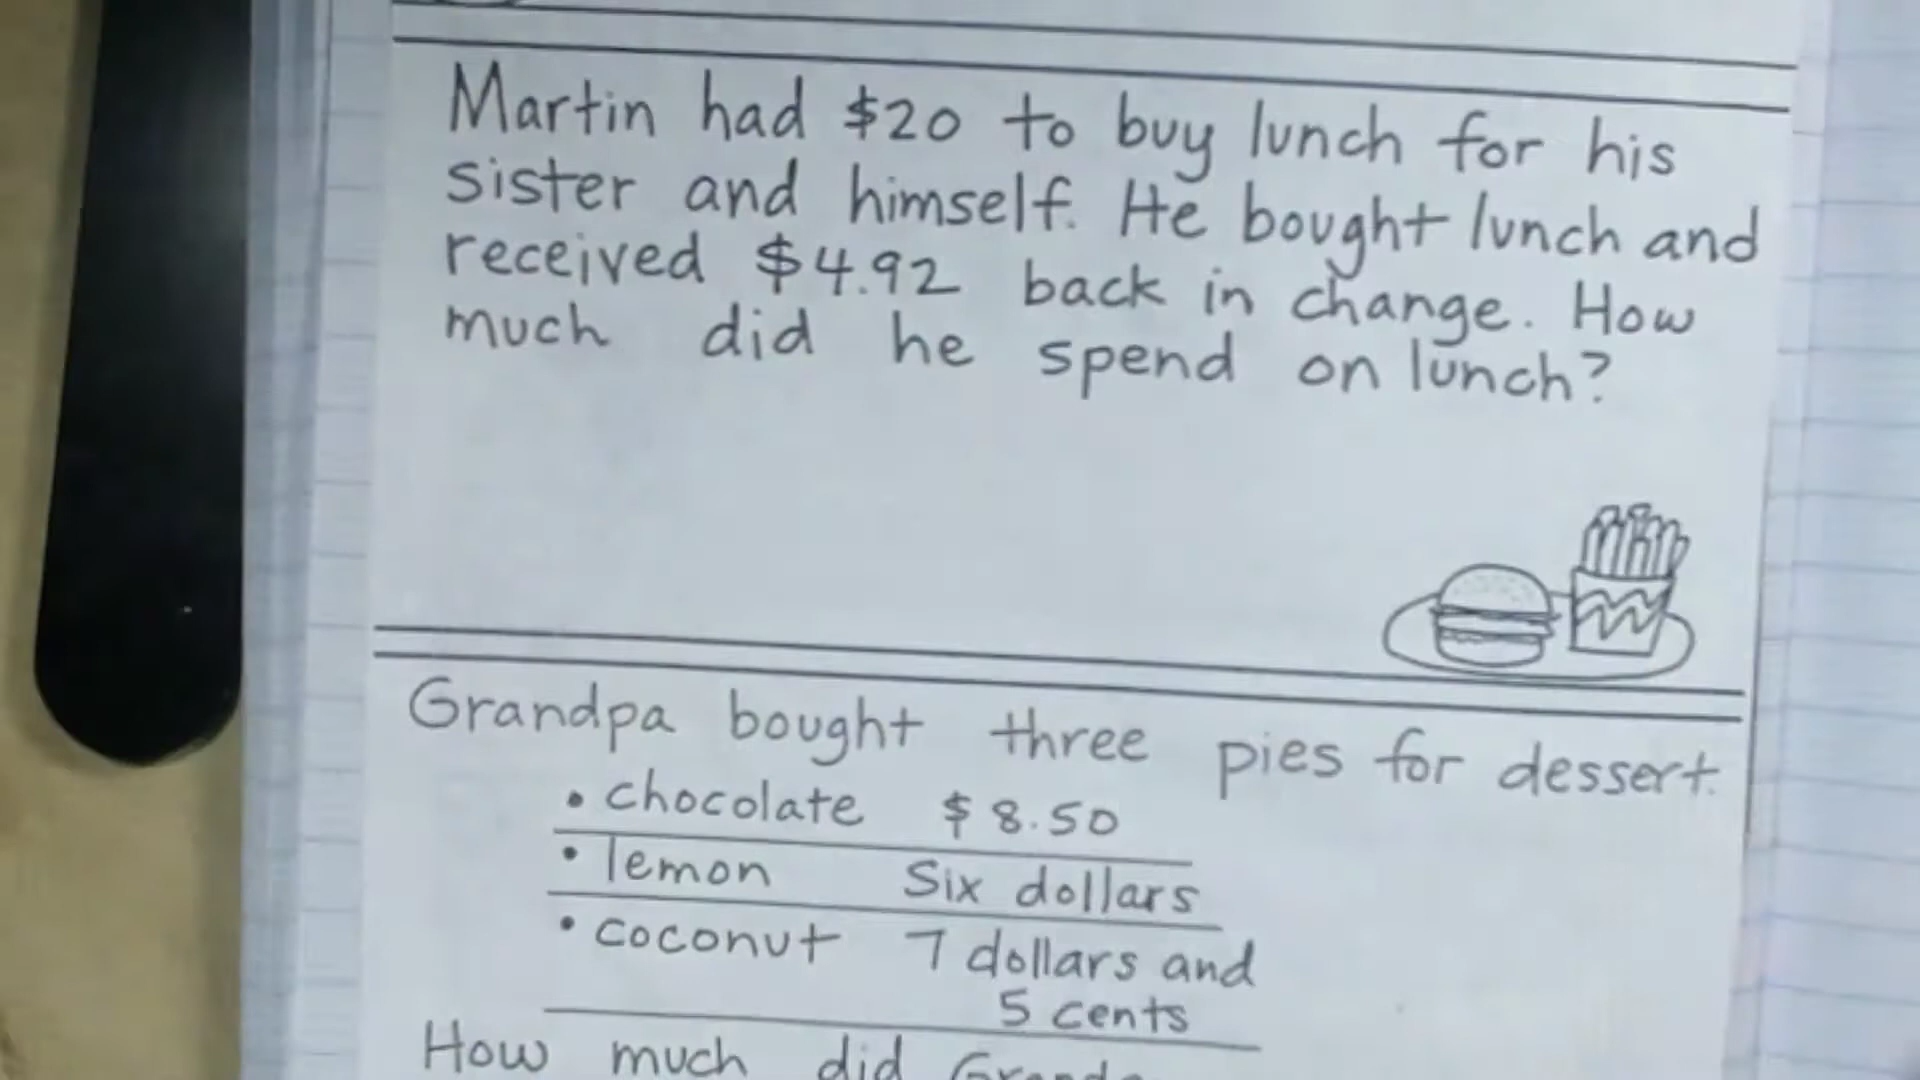 Martin had $20 to buy lunch for his
sister and himself. He bought lunch and
received $4.92 back in change. How
much did he spend on lunch?
Grandpa bought three pies for dessert.
• chocolate $8.50
• lemon Six dollars
• coconut 7 dollars and
5 cents
How much did